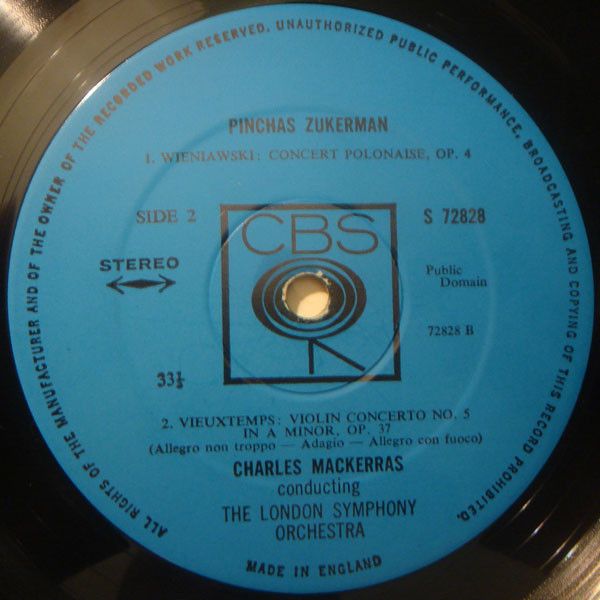 ALL RIGHTS OF THE MANUFACTURER AND OF THE OWNER OF THE RECORDED WORK RESERVED. UNAUTHORIZED PUBLIC PERFORMANCE, BROADCASTING AND COPYING OF THIS RECORD PROHIBITED.
PINCHAS ZUKERMAN
1. WIENIAWSKI: CONCERT POLONAISE, OP. 4
SIDE 2
CBS
S 72828
STEREO
Public
Domain
72828 B
33⅓
2. VIEUXTEMPS: VIOLIN CONCERTO NO. 5
IN A MINOR, OP. 37
(Allegro non troppo — Adagio — Allegro con fuoco)
CHARLES MACKERRAS
conducting
THE LONDON SYMPHONY
ORCHESTRA
MADE IN ENGLAND